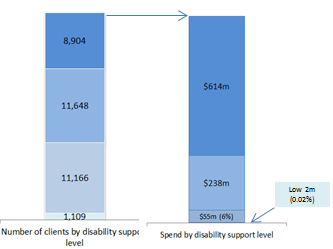 8,904
11,648
11,166
1,109
Number of clients by disability suppo
level
$614m
$238m
$55m (6%)
Spend by disability support level
Low 2m
(0.02%)